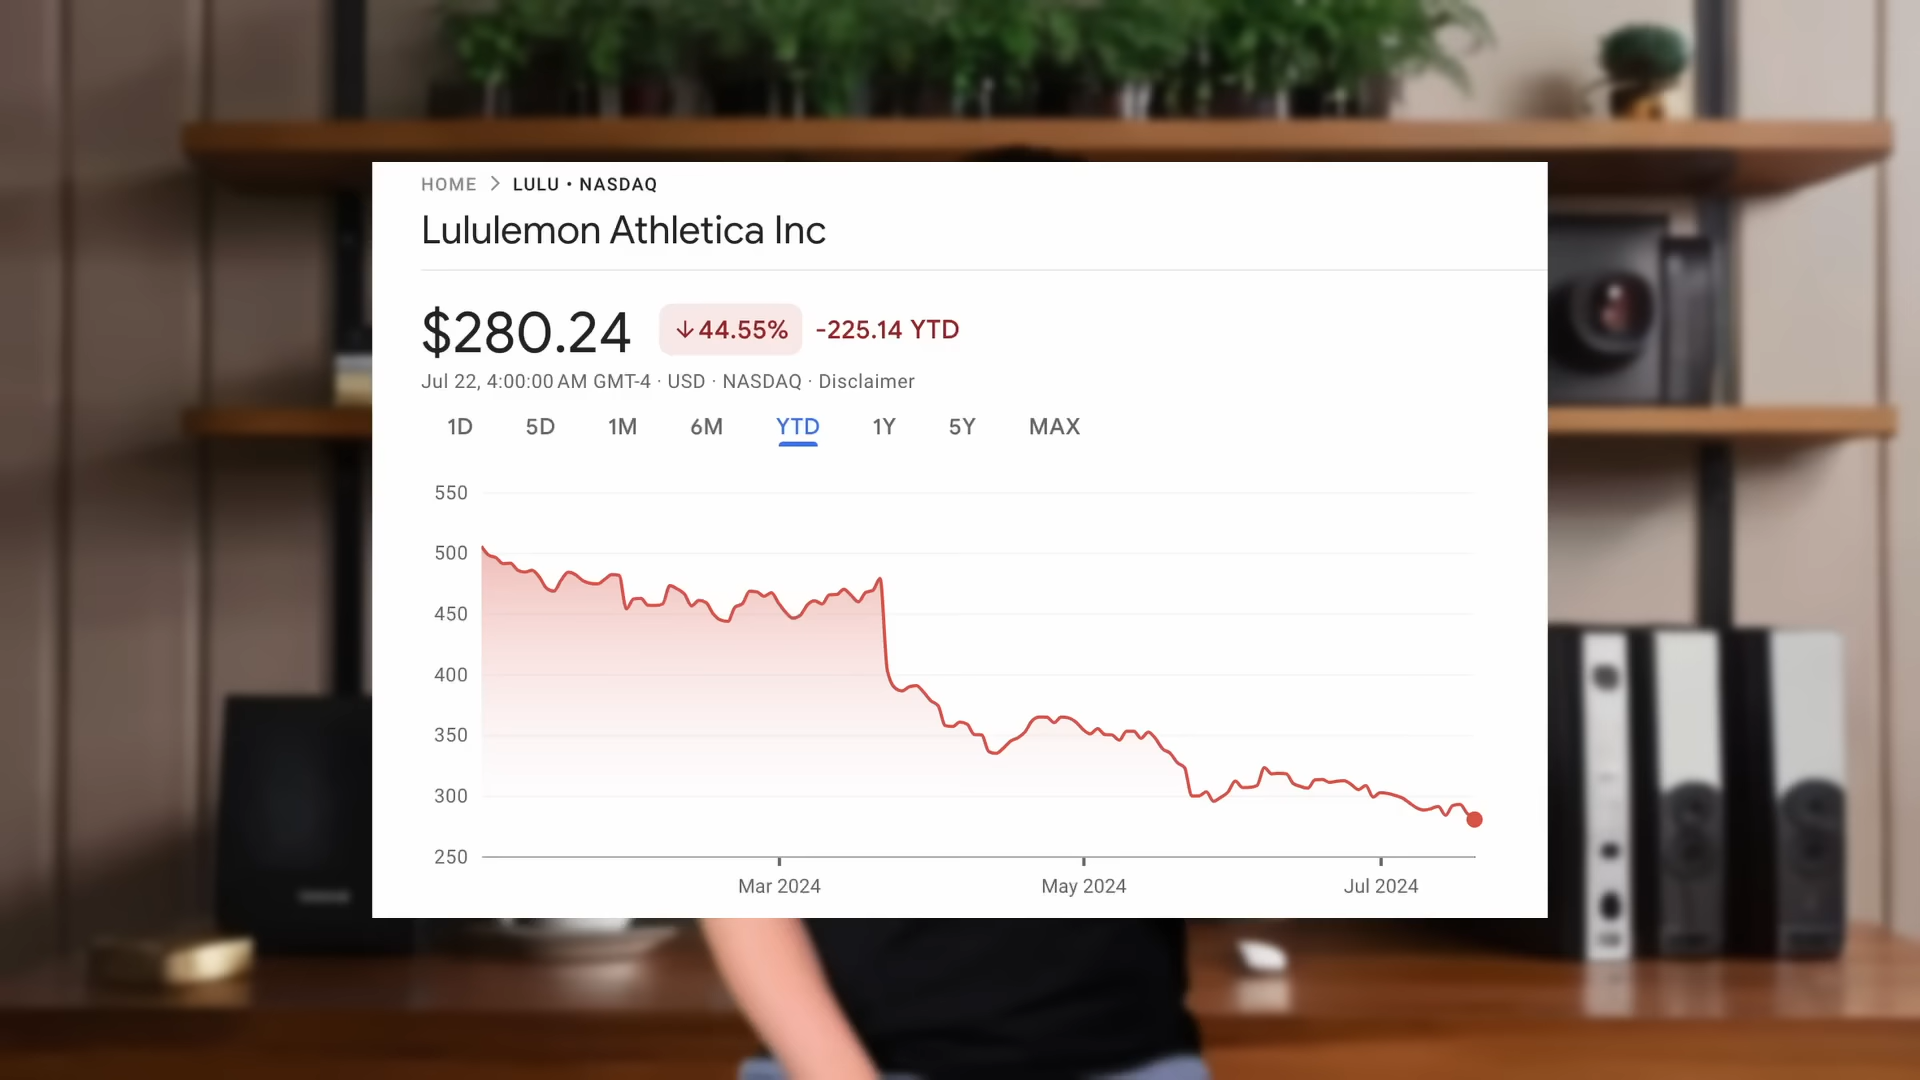 HOME > LULU • NASDAQ
Lululemon Athletica Inc
$280.24 ↓44.55% -225.14 YTD
Jul 22, 4:00:00 AM GMT-4 · USD · NASDAQ · Disclaimer
1D 5D 1M 6M YTD 1Y 5Y MAX
550
500
450
400
350
300
250
Mar 2024 May 2024 Jul 2024